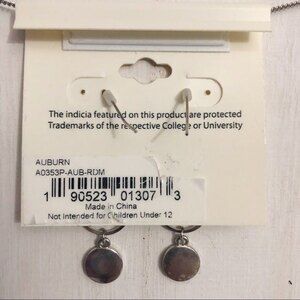 The indicia featured on this product are protected
Trademarks of the respective College or University
AUBURN
A0353P-AUB-RDM
1 90523 01307 3
Made in China
Not Intended for Children Under 12